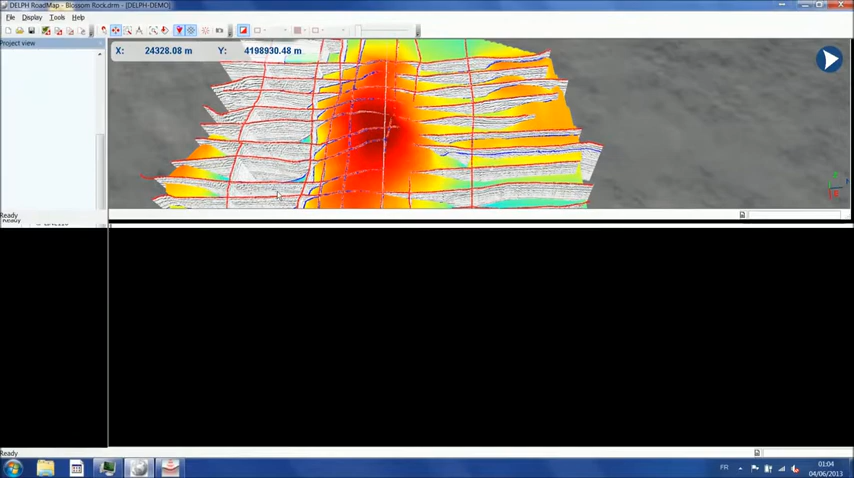 DELPH RoadMap - Blossom Rock.drm - [DELPH-DEMO]
File Display Tools Help
Project view
X: 24328.08 m Y: 4198930.48 m
Ready
Ready
Ready
FR
01:04
04/06/2013